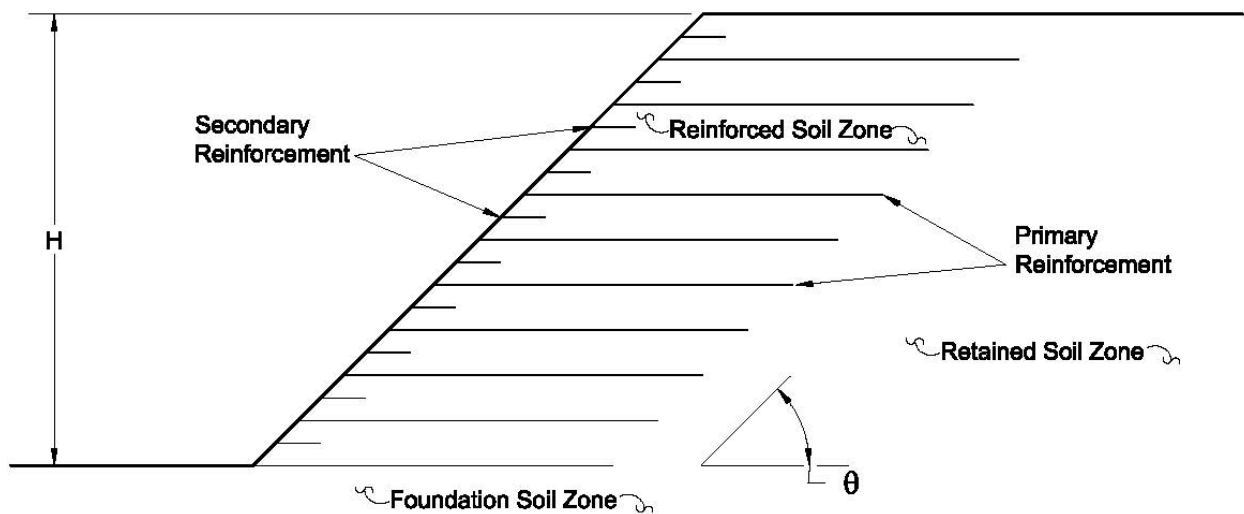 Secondary
Reinforcement
Reinforced Soil Zone
H
Primary
Reinforcement
Retained Soil Zone
θ
Foundation Soil Zone